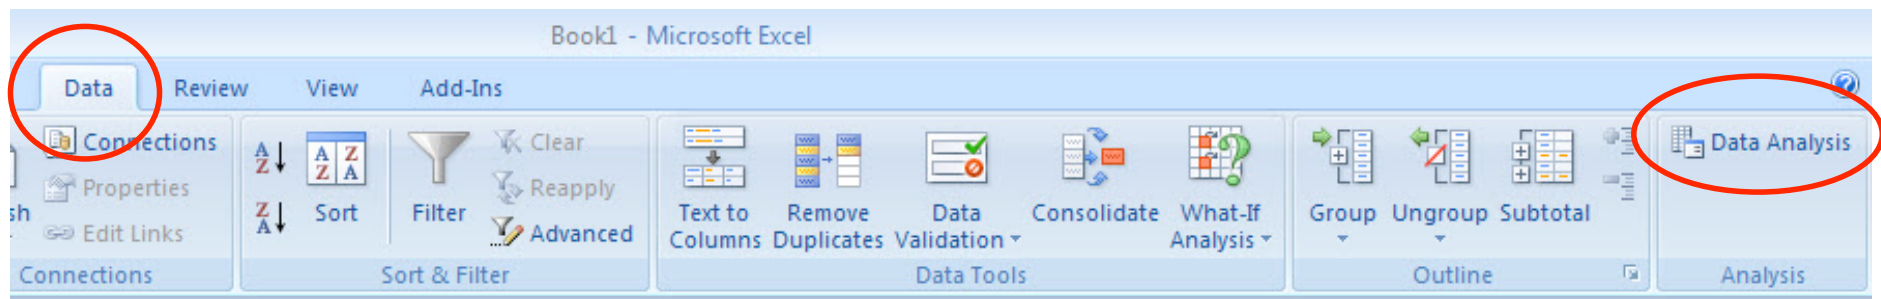 Book1 - Microsoft Excel
Data Review View Add-Ins
Connections
Properties
sh Edit Links
Connections
A Z
Z A
A Z Z A
Sort
Filter
Clear
Reapply
Advanced
Sort & Filter
Text to Columns
Remove Duplicates
Data Validation
Consolidate
What-If Analysis
Data Tools
Group
Ungroup
Subtotal
Outline
Data Analysis
Analysis